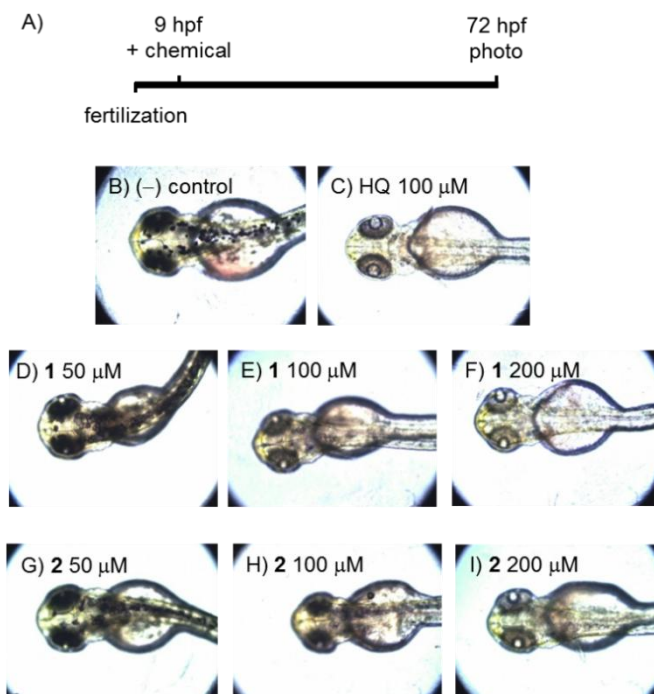 A)
9 hpf
+ chemical
72 hpf
photo
fertilization
B) (−) control
C) HQ 100 μM
D) 1 50 μM
E) 1 100 μM
F) 1 200 μM
G) 2 50 μM
H) 2 100 μM
I) 2 200 μM